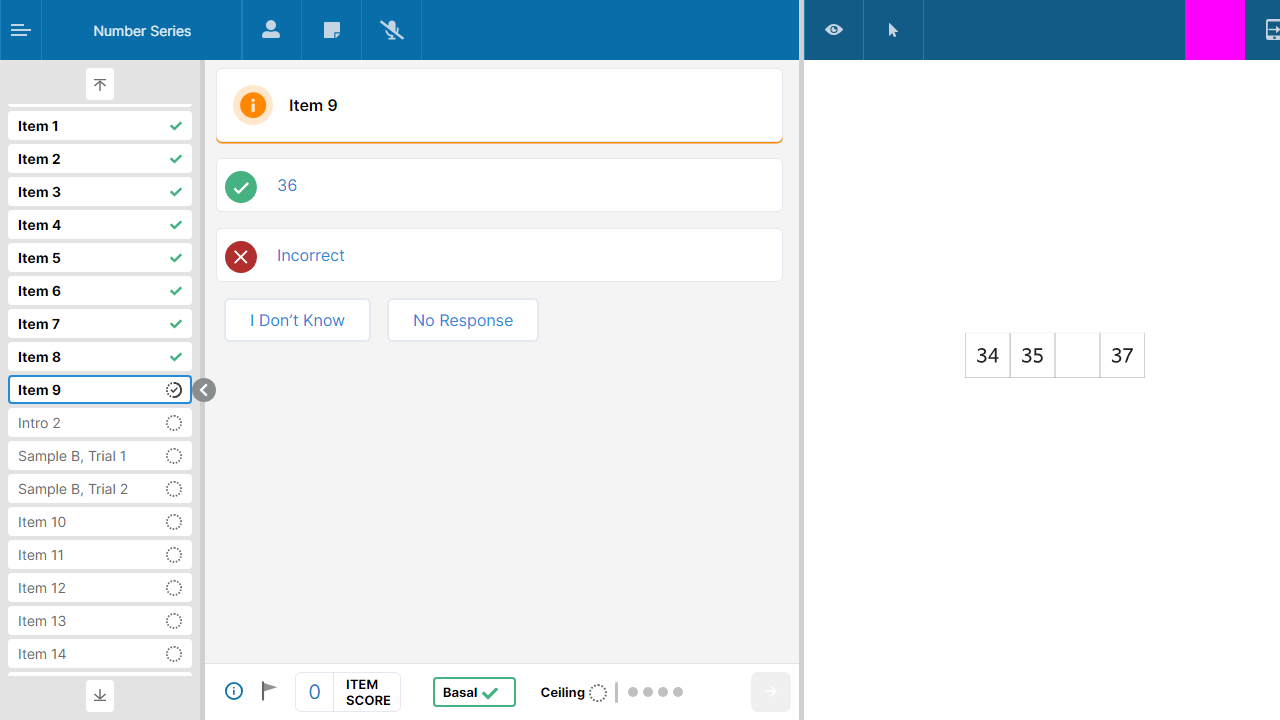 Number Series
Item 1
Item 2
Item 3
Item 4
Item 5
Item 6
Item 7
Item 8
Item 9
Intro 2
Sample B, Trial 1
Sample B, Trial 2
Item 10
Item 11
Item 12
Item 13
Item 14
Item 9
36
Incorrect
I Don’t Know
No Response
0
ITEM
SCORE
Basal
Ceiling
34 35 37